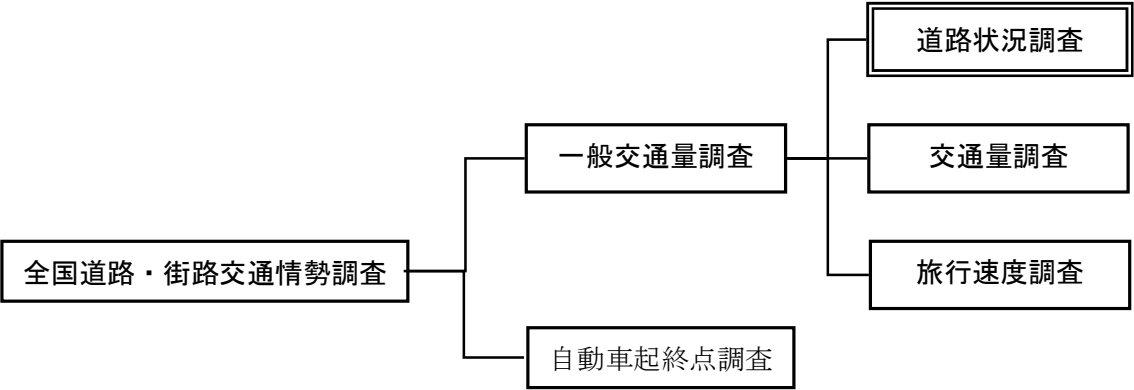 道路状況調査
一般交通量調査
交通量調査
全国道路・街路交通情勢調査
旅行速度調査
自動車起終点調査